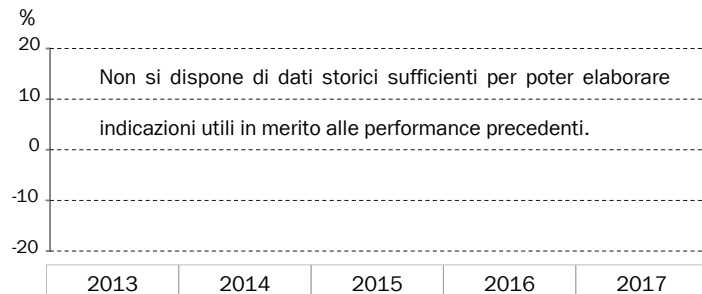 %
20
Non si dispone di dati storici sufficienti per poter elaborare
10
indicazioni utili in merito alle performance precedenti.
0
-10
-20
2013 2014 2015 2016 2017